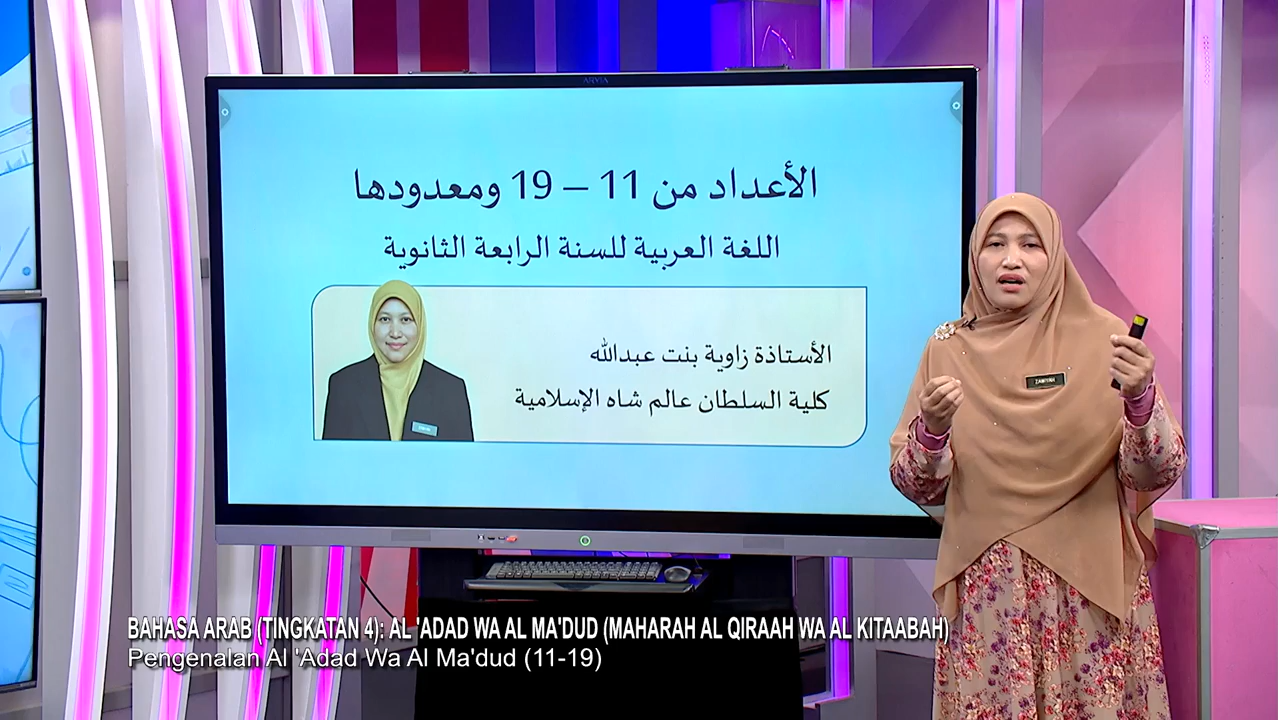 ARVIA
الأعداد من 11 – 19 ومعدودها
اللغة العربية للسنة الرابعة الثانوية
الأستاذة زاوية بنت عبدالله
كلية السلطان عالم شاه الإسلامية
BAHASA ARAB (TINGKATAN 4): AL 'ADAD WA AL MA'DUD (MAHARAH AL QIRAAH WA AL KITAABAH)
Pengenalan Al 'Adad Wa Al Ma'dud (11-19)